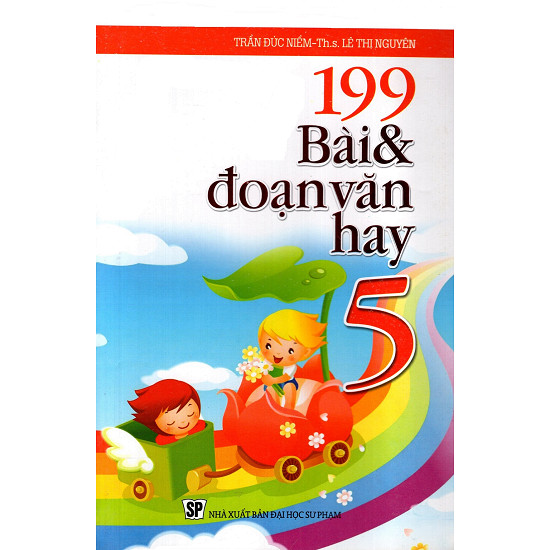 TRẦN ĐỨC NIỀM-Th.s. LÊ THỊ NGUYÊN
199
Bài &
đoạn văn
hay
5
SP
NHÀ XUẤT BẢN ĐẠI HỌC SƯ PHẠM